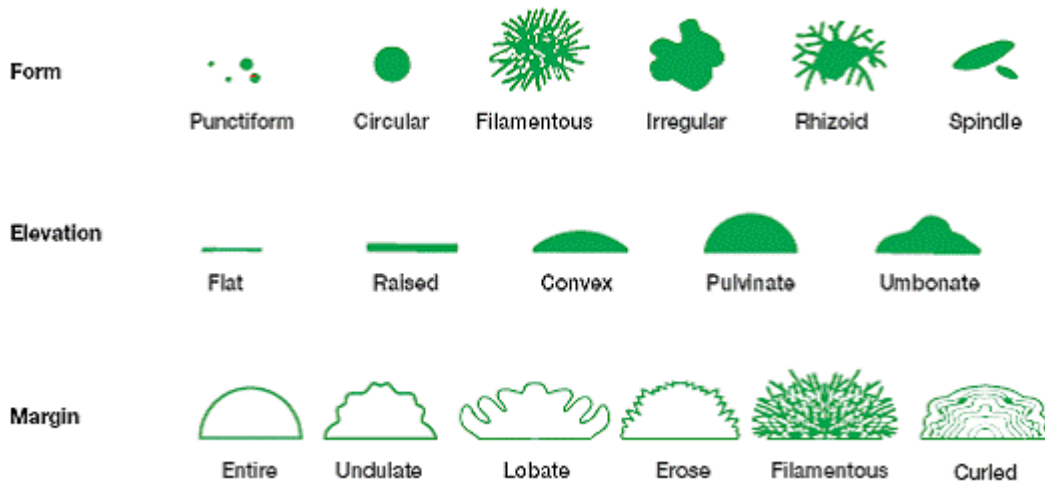 Form
Punctiform Circular Filamentous Irregular Rhizoid Spindle
Elevation
Flat Raised Convex Pulvinate Umbonate
Margin
Entire Undulate Lobate Erose Filamentous Curled